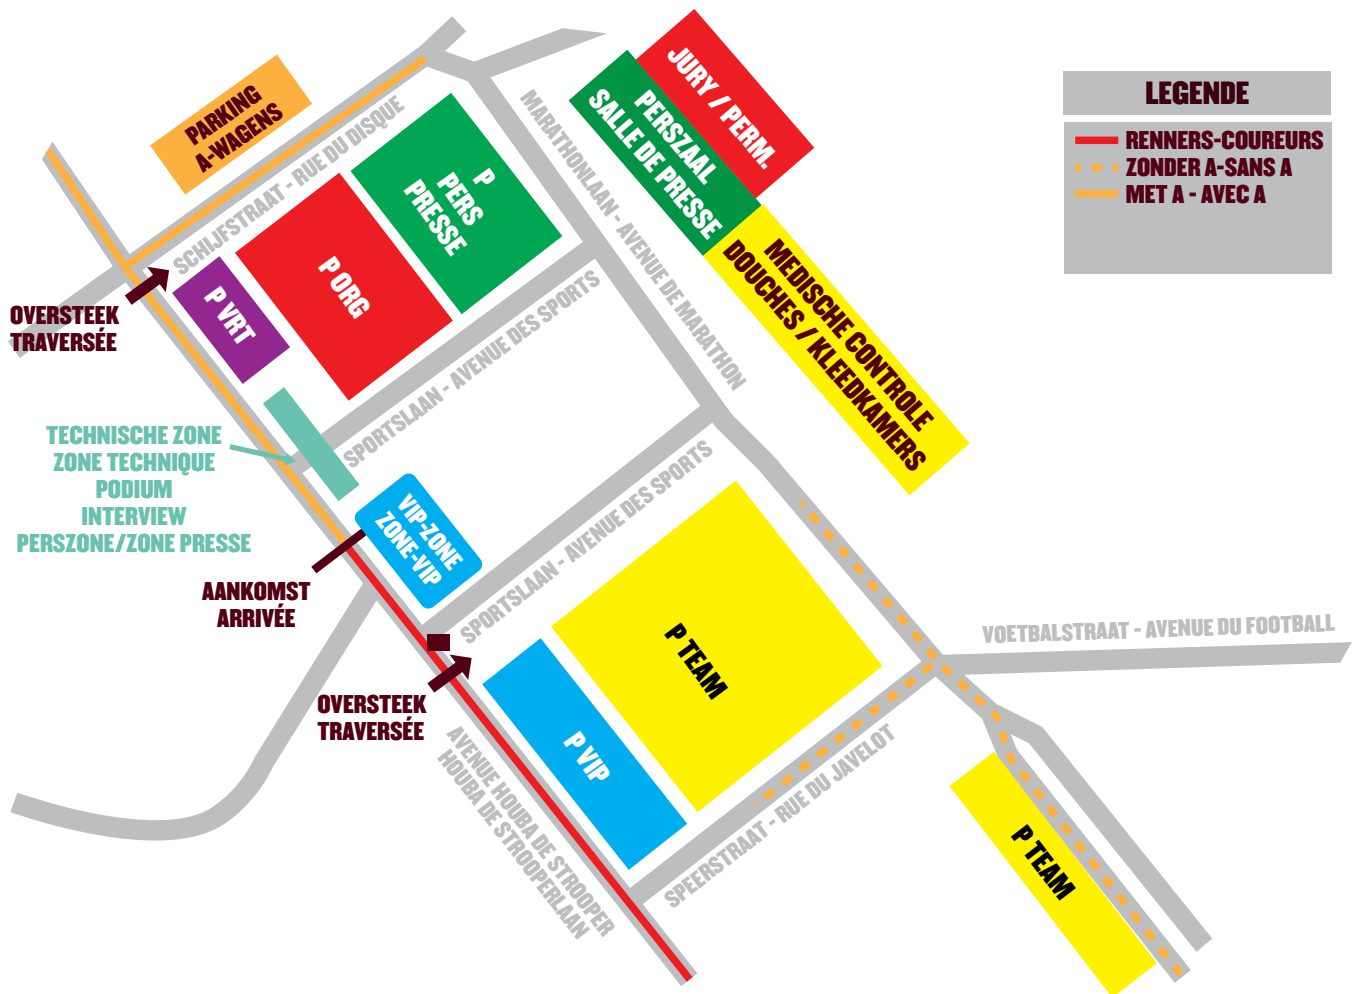 LEGENDE
RENNERS-COUREURS
ZONDER A-SANS A
MET A - AVEC A
PARKING
A-WAGENS
SCHIJFSTRAAT - RUE DU DISQUE
MARATHONLAAN - AVENUE DE MARATHON
JURY / PERM.
PERSZAAL
SALLE DE PRESSE
MEDISCHE CONTROLE
DOUCHES / KLEEDKAMERS
P
PERS
PRESSE
P ORG
P VRT
OVERSTEEK
TRAVERSÉE
SPORTSLAAN - AVENUE DES SPORTS
TECHNISCHE ZONE
ZONE TECHNIQUE
PODIUM
INTERVIEW
PERSZONE/ZONE PRESSE
VIP-ZONE
ZONE-VIP
AANKOMST
ARRIVÉE
SPORTSLAAN - AVENUE DES SPORTS
OVERSTEEK
TRAVERSÉE
P TEAM
P VIP
VOETBALSTRAAT - AVENUE DU FOOTBALL
AVENUE HOUBA DE STROOPER
HOUBA DE STROOPERLAAN
SPEERSTRAAT - RUE DU JAVELOT
P TEAM